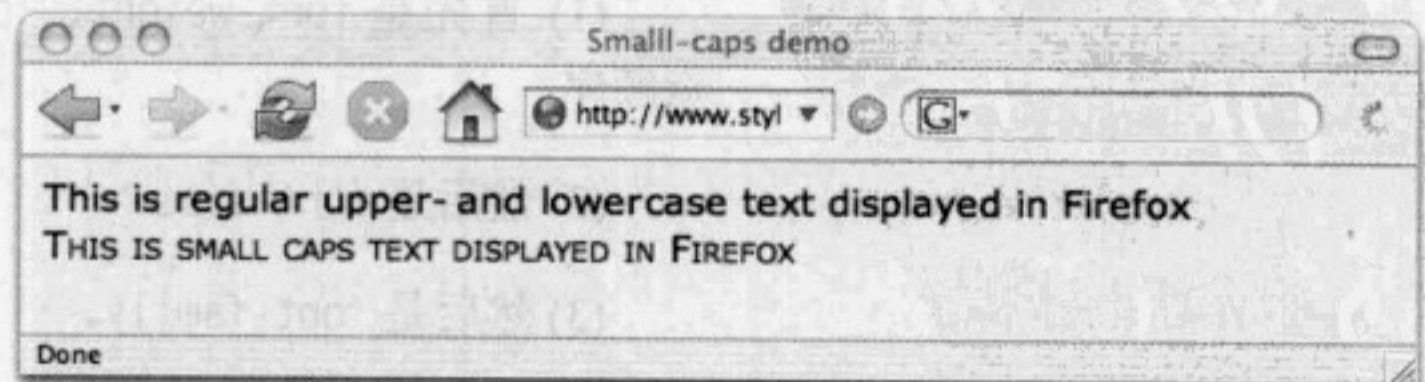 Smalll-caps demo
http://www.styl
G
This is regular upper- and lowercase text displayed in Firefox
THIS IS SMALL CAPS TEXT DISPLAYED IN FIREFOX
Done